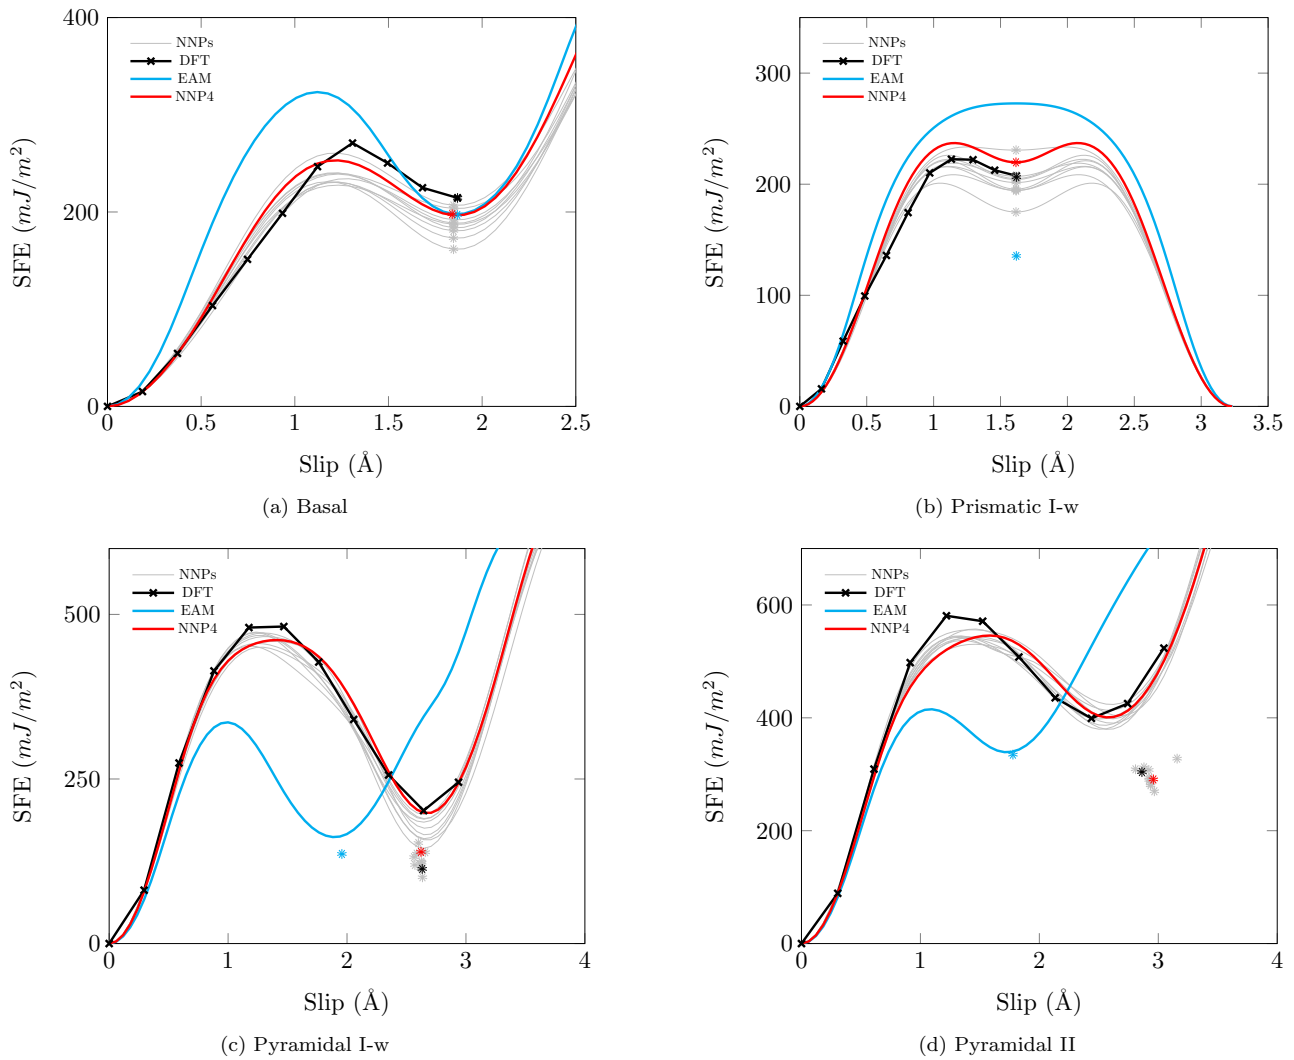 400
200
0
0
0.5
1
1.5
2
2.5
SFE (mJ/m²)
Slip (Å)
NNPs
DFT
EAM
NNP4
(a) Basal
300
200
100
0
0
0.5
1
1.5
2
2.5
3
3.5
SFE (mJ/m²)
Slip (Å)
NNPs
DFT
EAM
NNP4
(b) Prismatic I-w
500
250
0
0
1
2
3
4
SFE (mJ/m²)
Slip (Å)
NNPs
DFT
EAM
NNP4
(c) Pyramidal I-w
600
400
200
0
0
1
2
3
4
SFE (mJ/m²)
Slip (Å)
NNPs
DFT
EAM
NNP4
(d) Pyramidal II